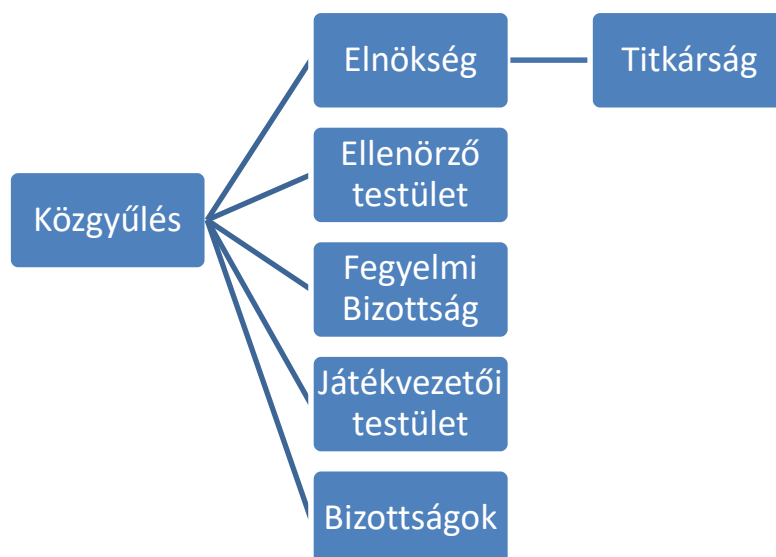 Elnökség
Titkárság
Ellenörző
testület
Közgyűlés
Fegyelmi
Bizottság
Játékvezetői
testület
Bizottságok